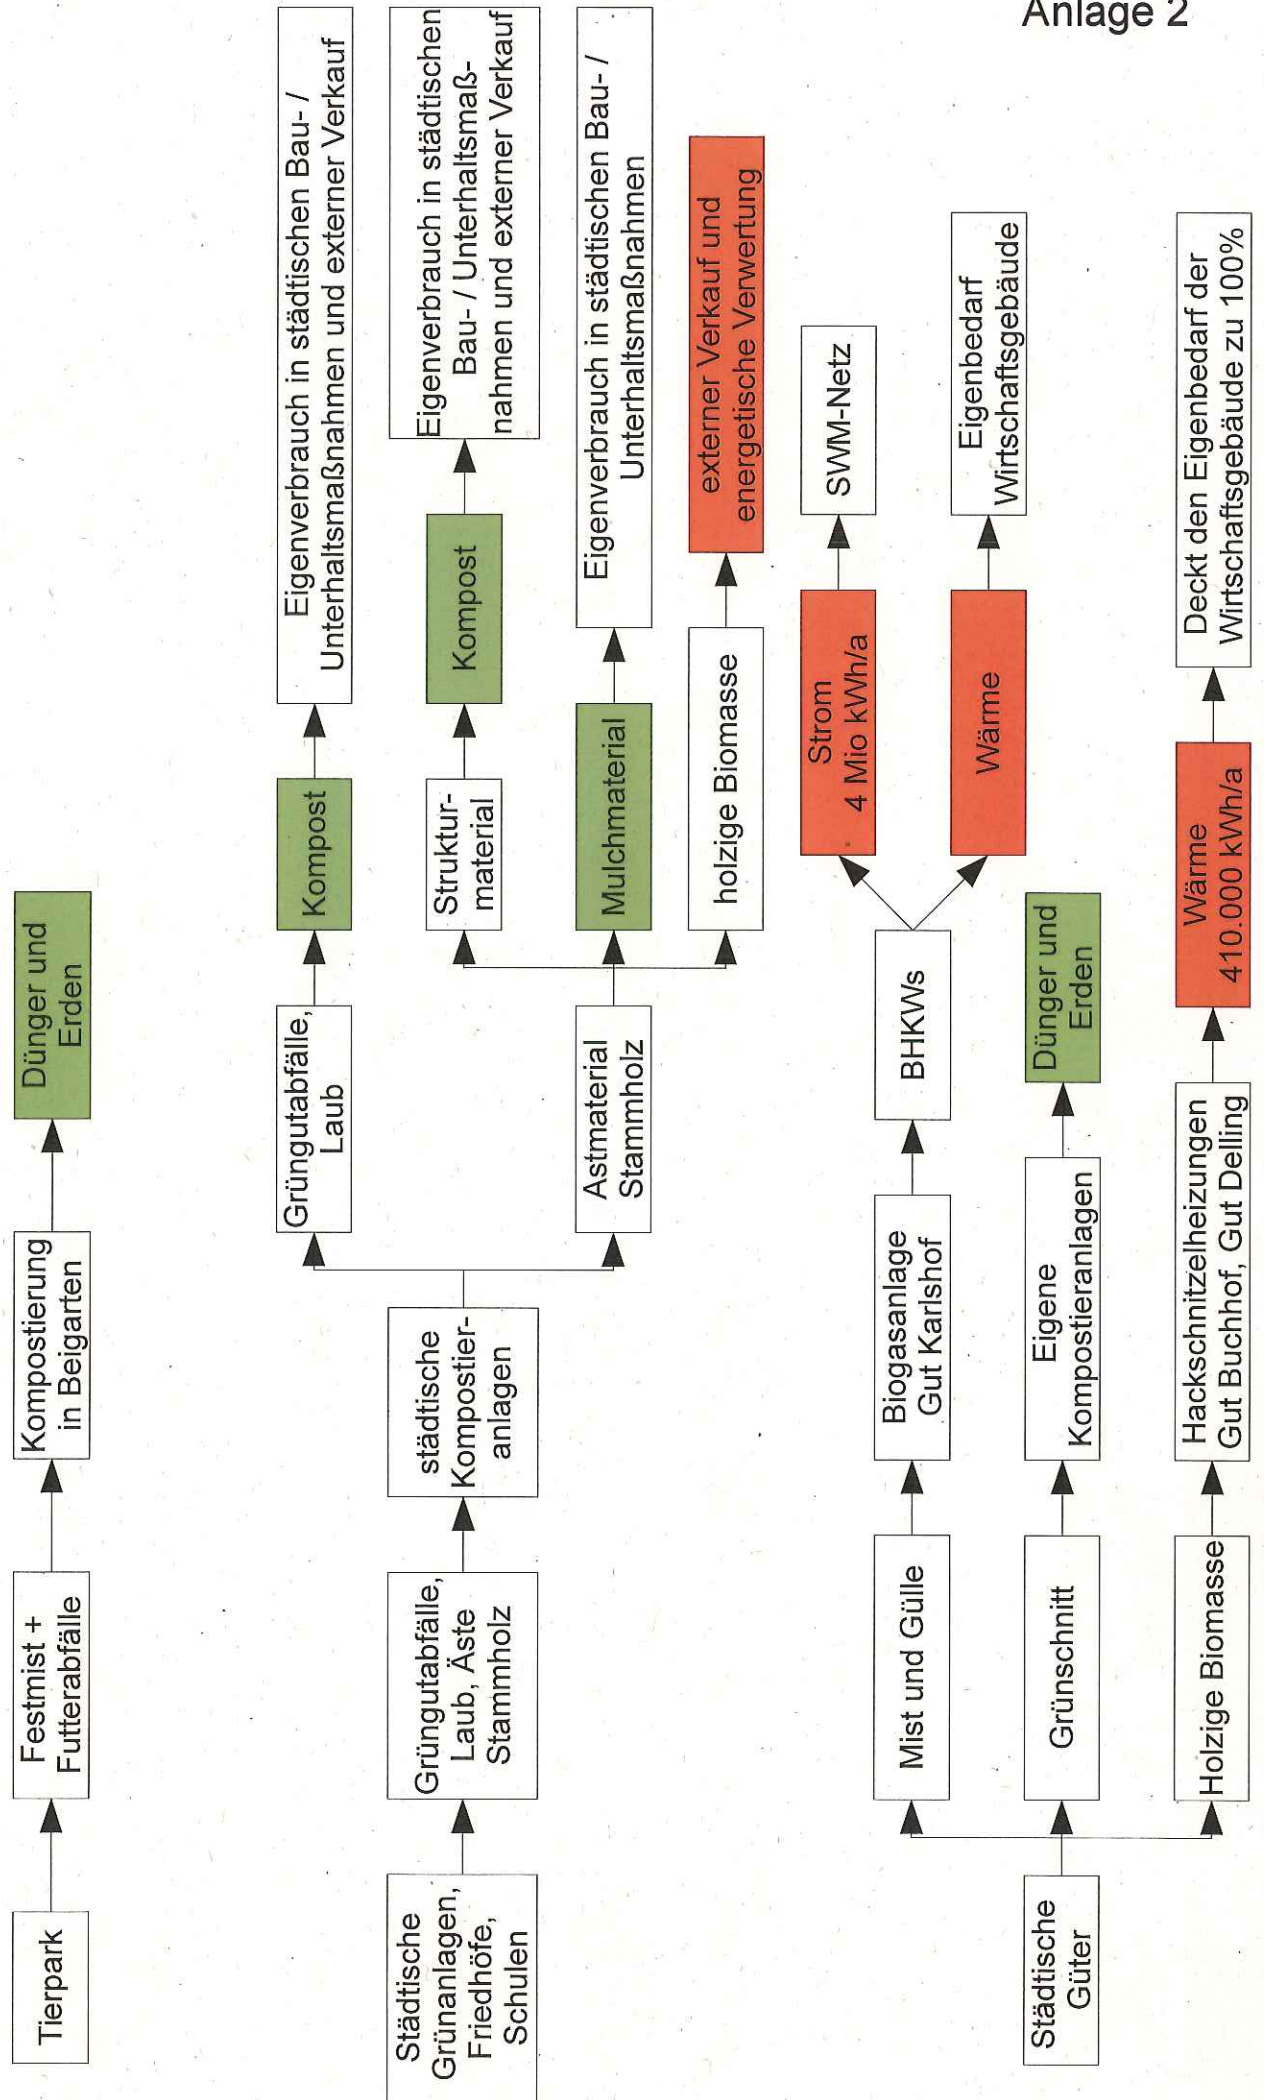 Anlage 2
Tierpark
Festmist +
Futterabfälle
Kompostierung
in Beigarten
Dünger und
Erden
Städtische
Grünanlagen,
Friedhöfe,
Schulen
Grüngutabfälle,
Laub, Äste
Stammholz
städtische
Kompostier-
anlagen
Grüngutabfälle,
Laub
Kompost
Eigenverbrauch in städtischen Bau- /
Unterhaltsmaßnahmen und externer Verkauf
Astmaterial
Stammholz
Struktur-
material
Kompost
Eigenverbrauch in städtischen
Bau- / Unterhaltsmaß-
nahmen und externer Verkauf
Mulchmaterial
Eigenverbrauch in städtischen Bau- /
Unterhaltsmaßnahmen
holzige Biomasse
externer Verkauf und
energetische Verwertung
Städtische
Güter
Mist und Gülle
Biogasanlage
Gut Karlshof
BHKWs
Strom
4 Mio kWh/a
SWM-Netz
Wärme
Eigenbedarf
Wirtschaftsgebäude
Grünschnitt
Eigene
Kompostieranlagen
Dünger und
Erden
Holzige Biomasse
Hackschnitzelheizungen
Gut Buchhof, Gut Delling
Wärme
410.000 kWh/a
Deckt den Eigenbedarf der
Wirtschaftsgebäude zu 100%